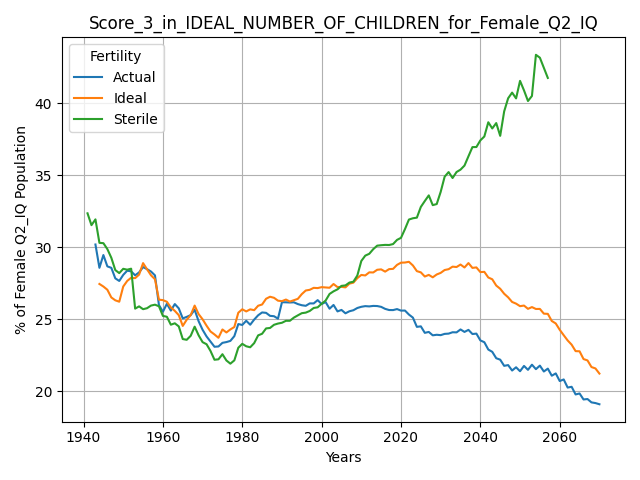 Score_3_in_IDEAL_NUMBER_OF_CHILDREN_for_Female_Q2_IQ
Fertility
Actual
Ideal
Sterile
% of Female Q2_IQ Population
40
35
30
25
20
1940
1960
1980
2000
2020
2040
2060
Years